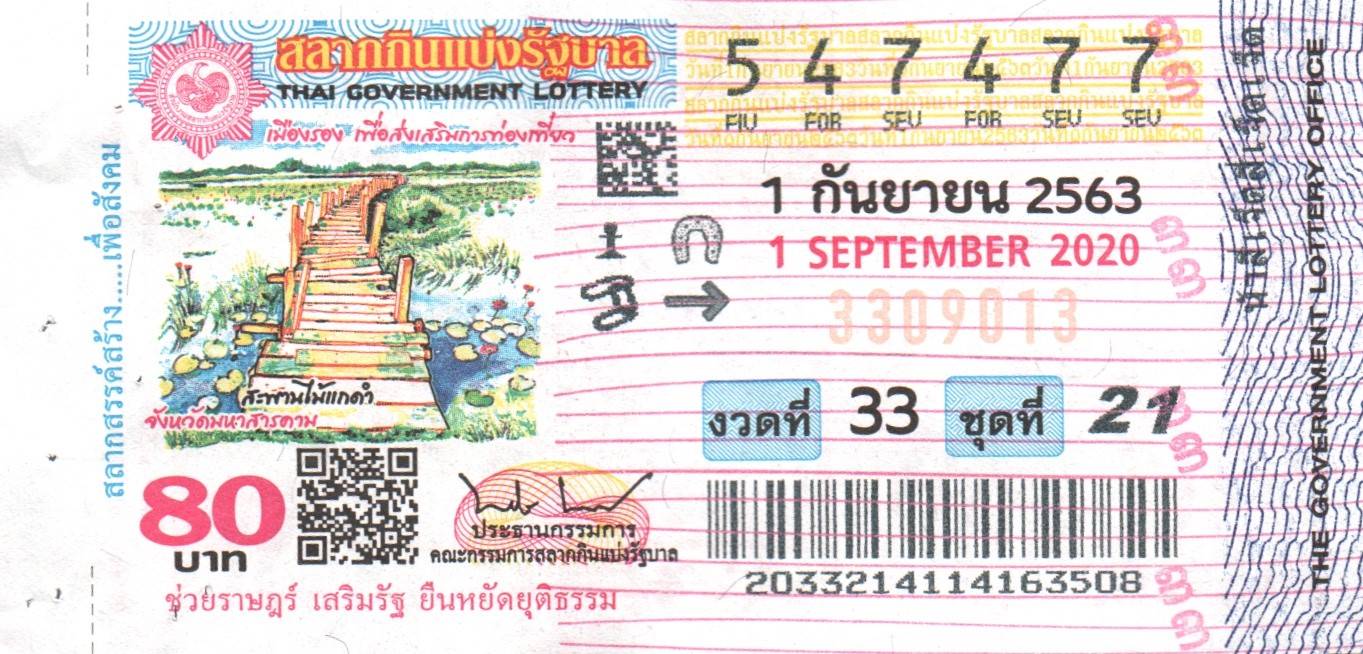 สลากกินแบ่งรัฐบาล
THAI GOVERNMENT LOTTERY
เมืองรอง เพื่อส่งเสริมการท่องเที่ยว
สะพานไม้แกดำ
จังหวัดมหาสารคาม
80
บาท
ประธานกรรมการ
คณะกรรมการสลากกินแบ่งรัฐบาล
ช่วยราษฎร์ เสริมรัฐ ยืนหยัดยุติธรรม
สลากสรรค์สร้าง.....เพื่อสังคม
5 4 7 4 7 7
FIV FOR SEV FOR SEV SEV
1 กันยายน 2563
1 SEPTEMBER 2020
3309013
งวดที่ 33 ชุดที่ 21
2033214114163508
THE GOVERNMENT LOTTERY OFFICE